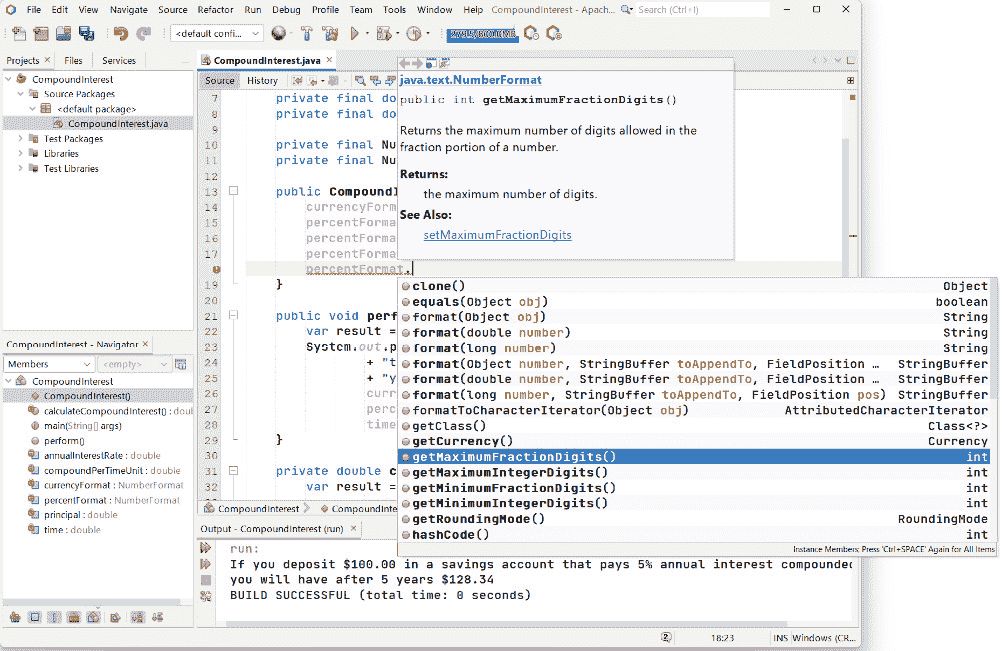 File Edit View Navigate Source Refactor Run Debug Profile Team Tools Window Help CompoundInterest - Apac... Search (Ctrl+I)
<default confi...
Projects Files Services
CompoundInterest
Source Packages
<default package>
CompoundInterest.java
Test Packages
Libraries
Test Libraries
CompoundInterest.java
Source History
7 private final do
8 private final do
9
10 private final Nu
11 private final Nu
12
13 public CompoundI
14 currencyForm
15 percentForma
16 percentForma
17 percentForma
percentFormat.
19 }
20
21 public void perf
22 var result =
23 System.out.p
24 + "t
25 + "y
26 curr
27 perc
28 time
29 }
30
31 private double c
32 var result =
java.text.NumberFormat
public int getMaximumFractionDigits()
Returns the maximum number of digits allowed in the
fraction portion of a number.
Returns:
the maximum number of digits.
See Also:
setMaximumFractionDigits
clone() Object
equals(Object obj) boolean
format(Object obj) String
format(double number) String
format(long number) String
format(Object number, StringBuffer toAppendTo, FieldPosition … StringBuffer
format(double number, StringBuffer toAppendTo, FieldPosition … StringBuffer
format(long number, StringBuffer toAppendTo, FieldPosition pos) StringBuffer
formatToCharacterIterator(Object obj) AttributedCharacterIterator
getClass() Class<?>
getCurrency() Currency
getMaximumFractionDigits() int
getMaximumIntegerDigits() int
getMinimumFractionDigits() int
getMinimumIntegerDigits() int
getRoundingMode() RoundingMode
hashCode() int
Instance Members; Press 'Ctrl+SPACE' Again for All Items
CompoundInterest - Navigator
Members <empty>
CompoundInterest
CompoundInterest()
calculateCompoundInterest() : doub
main(String[] args)
perform()
annualInterestRate : double
compoundPerTimeUnit : double
currencyFormat : NumberFormat
percentFormat : NumberFormat
principal : double
time : double
CompoundInterest CompoundInte
Output - CompoundInterest (run)
run:
If you deposit $100.00 in a savings account that pays 5% annual interest compounded
you will have after 5 years $128.34
BUILD SUCCESSFUL (total time: 0 seconds)
2 18:23 INS Windows (CR...